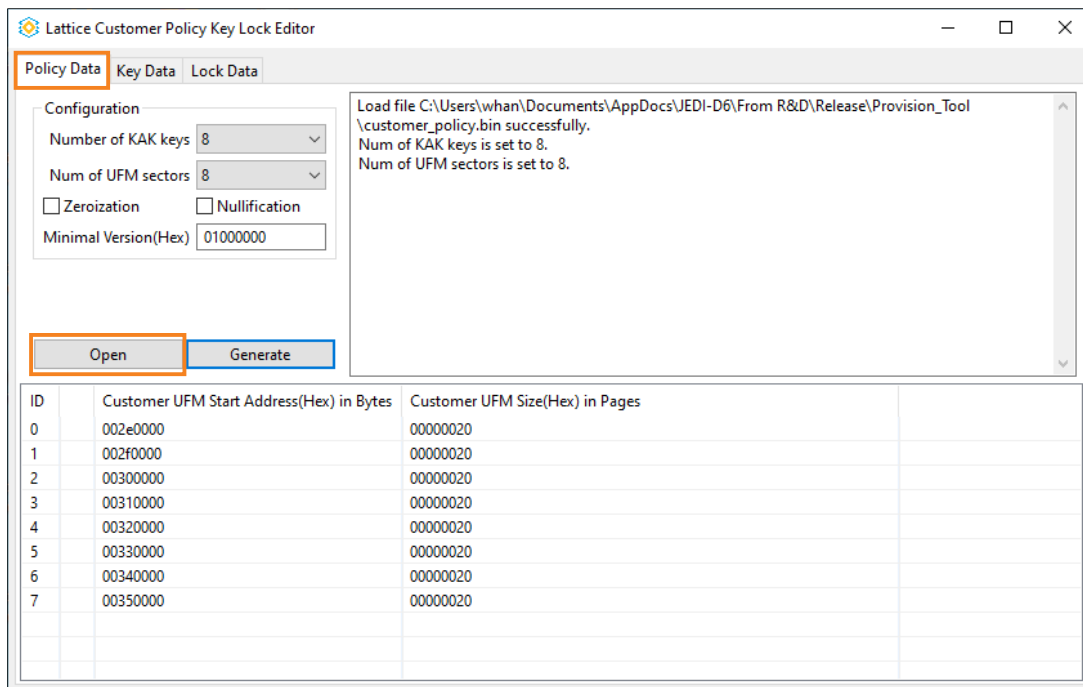 Lattice Customer Policy Key Lock Editor
Policy Data Key Data Lock Data
Configuration
Number of KAK keys 8
Num of UFM sectors 8
Zeroization Nullification
Minimal Version(Hex) 01000000
Open Generate
Load file C:\Users\whan\Documents\AppDocs\JEDI-D6\From R&D\Release\Provision_Tool
\customer_policy.bin successfully.
Num of KAK keys is set to 8.
Num of UFM sectors is set to 8.
ID Customer UFM Start Address(Hex) in Bytes Customer UFM Size(Hex) in Pages
0 002e0000 00000020
1 002f0000 00000020
2 00300000 00000020
3 00310000 00000020
4 00320000 00000020
5 00330000 00000020
6 00340000 00000020
7 00350000 00000020